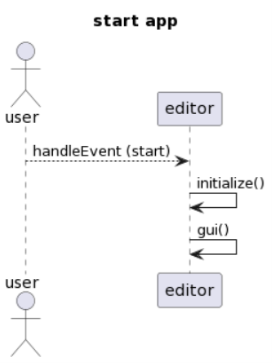 start app
user
editor
handleEvent (start)
initialize()
gui()
user
editor